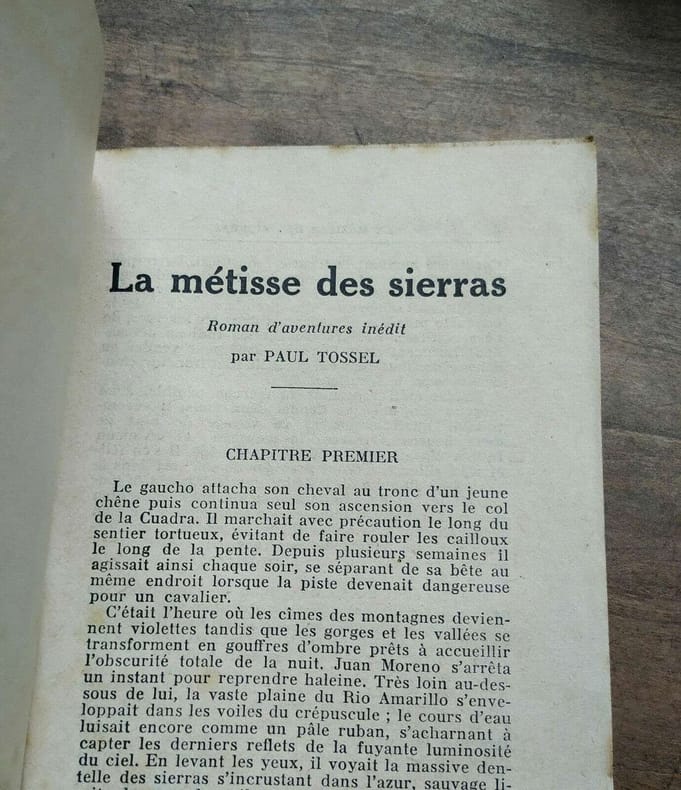 La métisse des sierras
Roman d'aventures inédit
par PAUL TOSSEL
CHAPITRE PREMIER
Le gaucho attacha son cheval au tronc d'un jeune
chêne puis continua seul son ascension vers le col
de la Cuadra. Il marchait avec précaution le long du
sentier tortueux, évitant de faire rouler les cailloux
le long de la pente. Depuis plusieurs semaines il
agissait ainsi chaque soir, se séparant de sa bête au
même endroit lorsque la piste devenait dangereuse
pour un cavalier.
C'était l'heure où les cîmes des montagnes devien-
nent violettes tandis que les gorges et les vallées se
transforment en gouffres d'ombre prêts à accueillir
l'obscurité totale de la nuit. Juan Moreno s'arrêta
un instant pour reprendre haleine. Très loin au-des-
sous de lui, la vaste plaine du Rio Amarillo s'enve-
loppait dans les voiles du crépuscule ; le cours d'eau
luisait encore comme un pâle ruban, s'acharnant à
capter les derniers reflets de la fuyante luminosité
du ciel. En levant les yeux, il voyait la massive den-
telle des sierras s'incrustant dans l'azur, sauvage li-